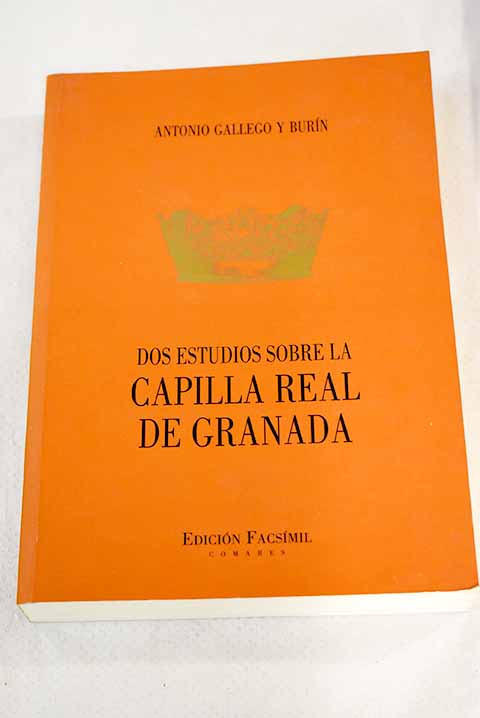 ANTONIO GALLEGO Y BURÍN
DOS ESTUDIOS SOBRE LA
CAPILLA REAL
DE GRANADA
EDICIÓN FACSÍMIL
COMARES